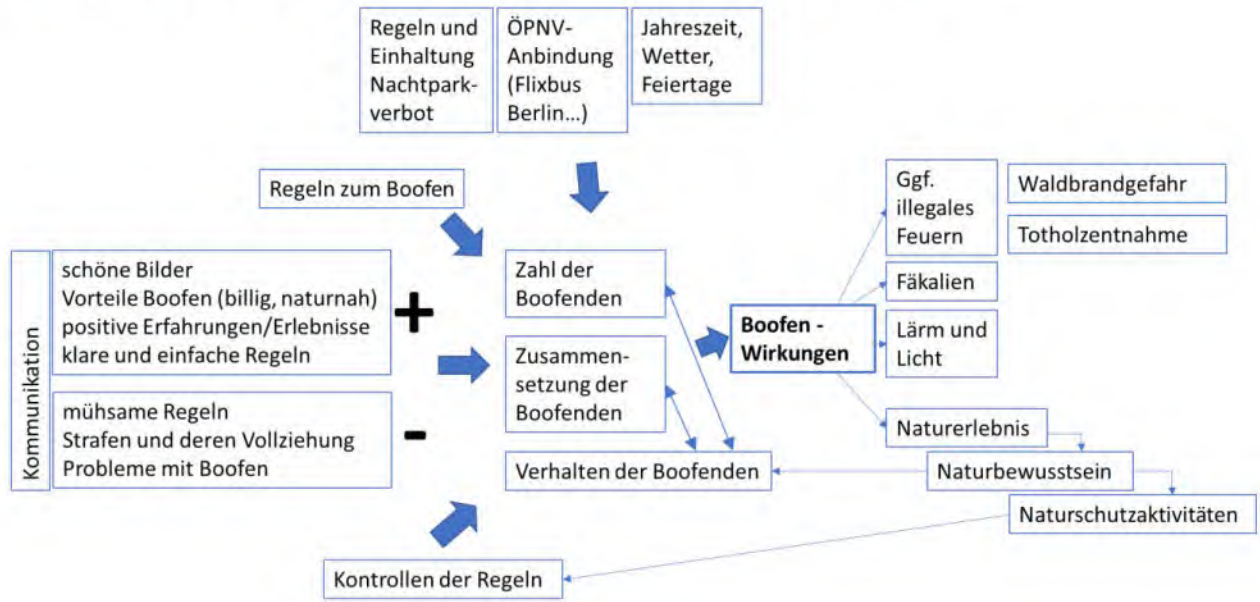 Regeln und
Einhaltung
Nachtpark-
verbot
ÖPNV-
Anbindung
(Flixbus
Berlin...)
Jahreszeit,
Wetter,
Feiertage
Regeln zum Boofen
Kommunikation
schöne Bilder
Vorteile Boofen (billig, naturnah)
positive Erfahrungen/Erlebnisse
klare und einfache Regeln
+
mühsame Regeln
Strafen und deren Vollziehung
Probleme mit Boofen
-
Zahl der
Boofenden
Zusammen-
setzung der
Boofenden
Verhalten der Boofenden
Kontrollen der Regeln
Boofen -
Wirkungen
Ggf.
illegales
Feuern
Waldbrandgefahr
Totholzentnahme
Fäkalien
Lärm und
Licht
Naturerlebnis
Naturbewusstsein
Naturschutzaktivitäten